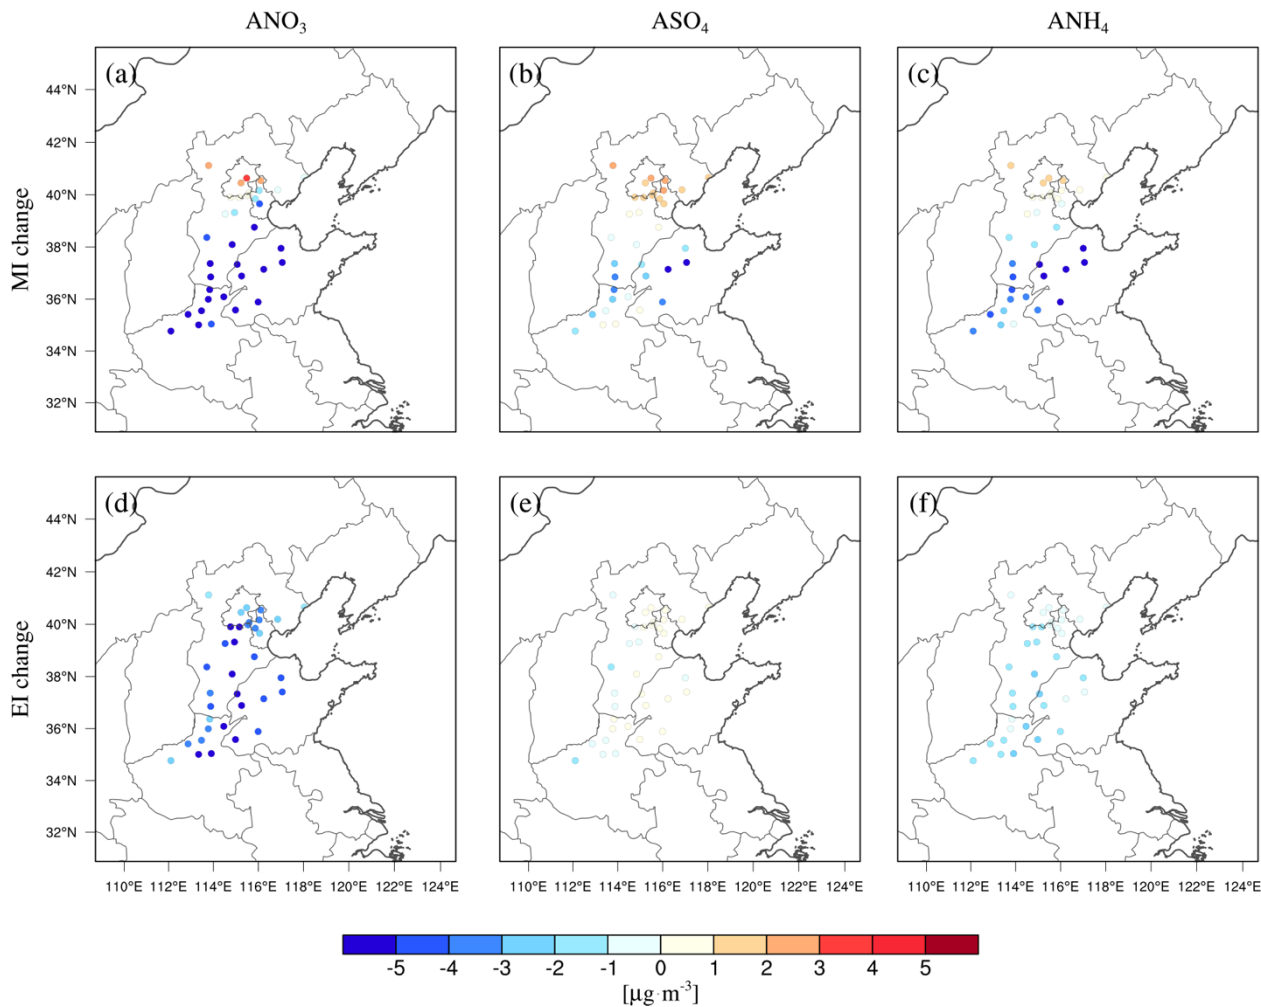 ANO₃ ASO₄ ANH₄
(a) (b) (c)
44°N
42°N
40°N
38°N
36°N
34°N
32°N
MI change
(d) (e) (f)
44°N
42°N
40°N
38°N
36°N
34°N
32°N
EI change
110°E 112°E 114°E 116°E 118°E 120°E 122°E 124°E 110°E 112°E 114°E 116°E 118°E 120°E 122°E 124°E 110°E 112°E 114°E 116°E 118°E 120°E 122°E 124°E
-5 -4 -3 -2 -1 0 1 2 3 4 5
[μg·m⁻³]